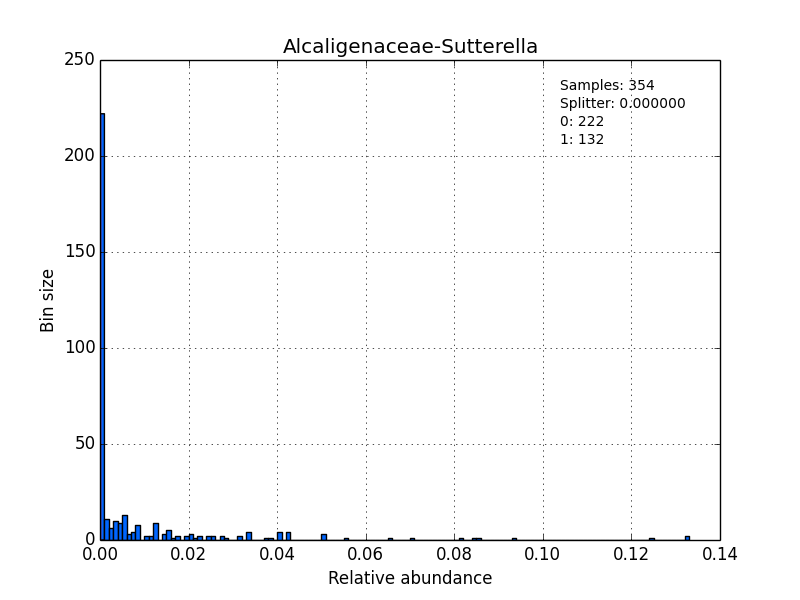 Alcaligenaceae-Sutterella
Samples: 354
Splitter: 0.000000
0: 222
1: 132
250
200
150
100
50
0
Bin size
0.00 0.02 0.04 0.06 0.08 0.10 0.12 0.14
Relative abundance